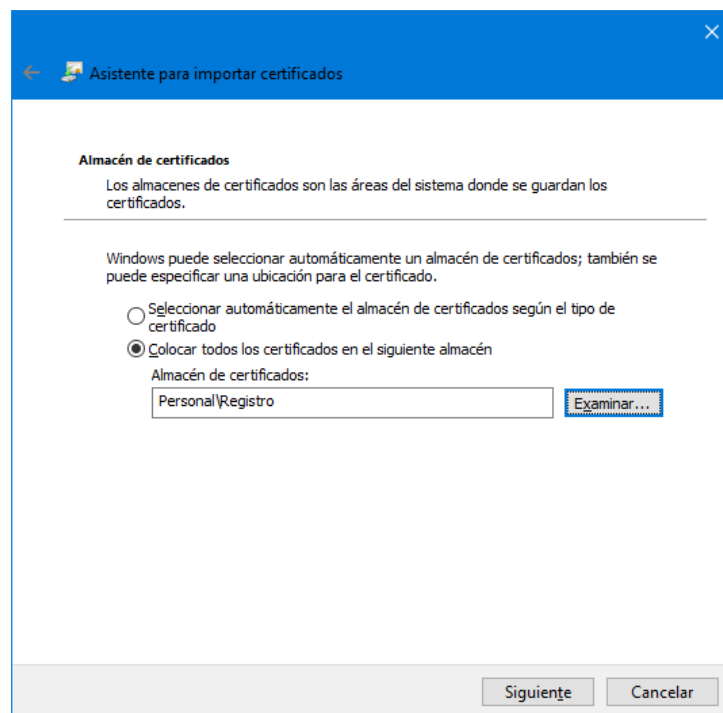 Asistente para importar certificados
Almacén de certificados
Los almacenes de certificados son las áreas del sistema donde se guardan los
certificados.
Windows puede seleccionar automáticamente un almacén de certificados; también se
puede especificar una ubicación para el certificado.
Seleccionar automáticamente el almacén de certificados según el tipo de
certificado
Colocar todos los certificados en el siguiente almacén
Almacén de certificados:
Personal\Registro
Examinar...
Siguiente
Cancelar